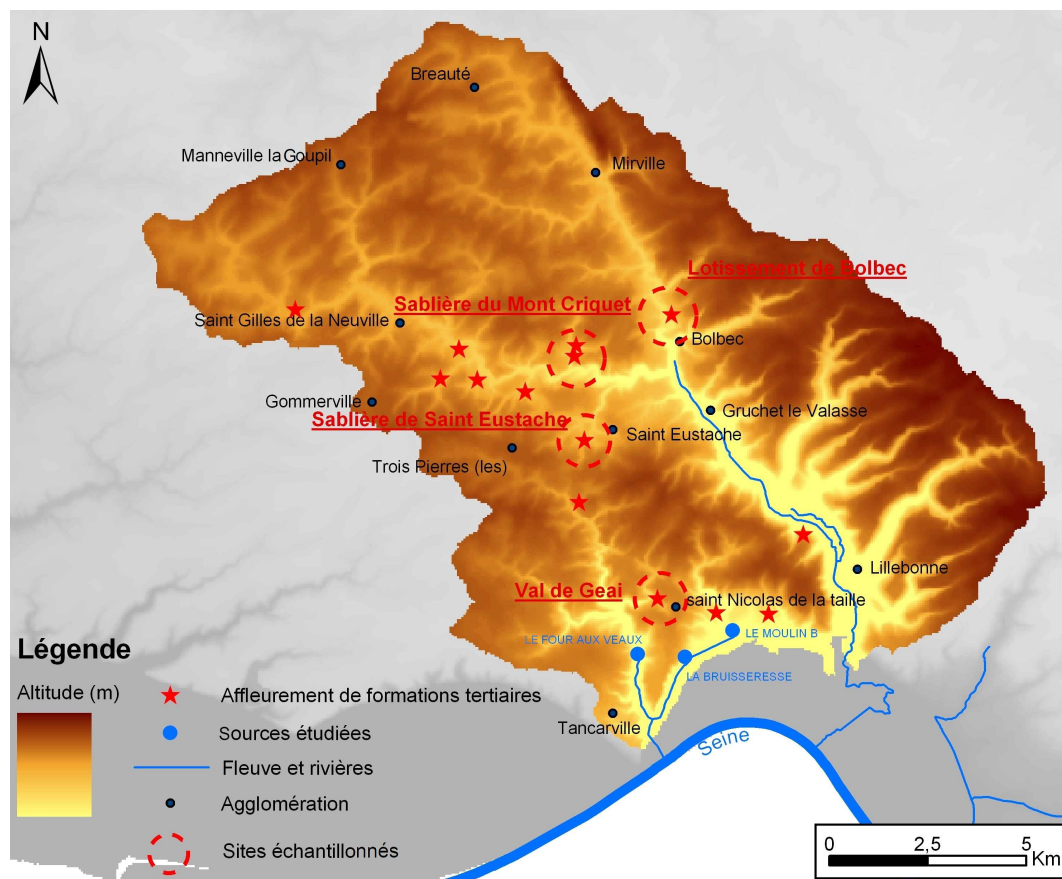 N
Breauté
Manneville la Goupil
Mirville
Lotissement de Bolbec
Sablière du Mont Criquet
Saint Gilles de la Neuville
Bolbec
Gommerville
Gruchet le Valasse
Sablière de Saint Eustache
Saint Eustache
Trois Pierres (les)
Lillebonne
Val de Geai
saint Nicolas de la taille
LE FOUR AUX VEAUX
LE MOULIN B
LA BRUISSERESSE
Tancarville
Seine
Légende
Altitude (m)
Affleurement de formations tertiaires
Sources étudiées
Fleuve et rivières
Agglomération
Sites échantillonnés
0 2,5 5
Km